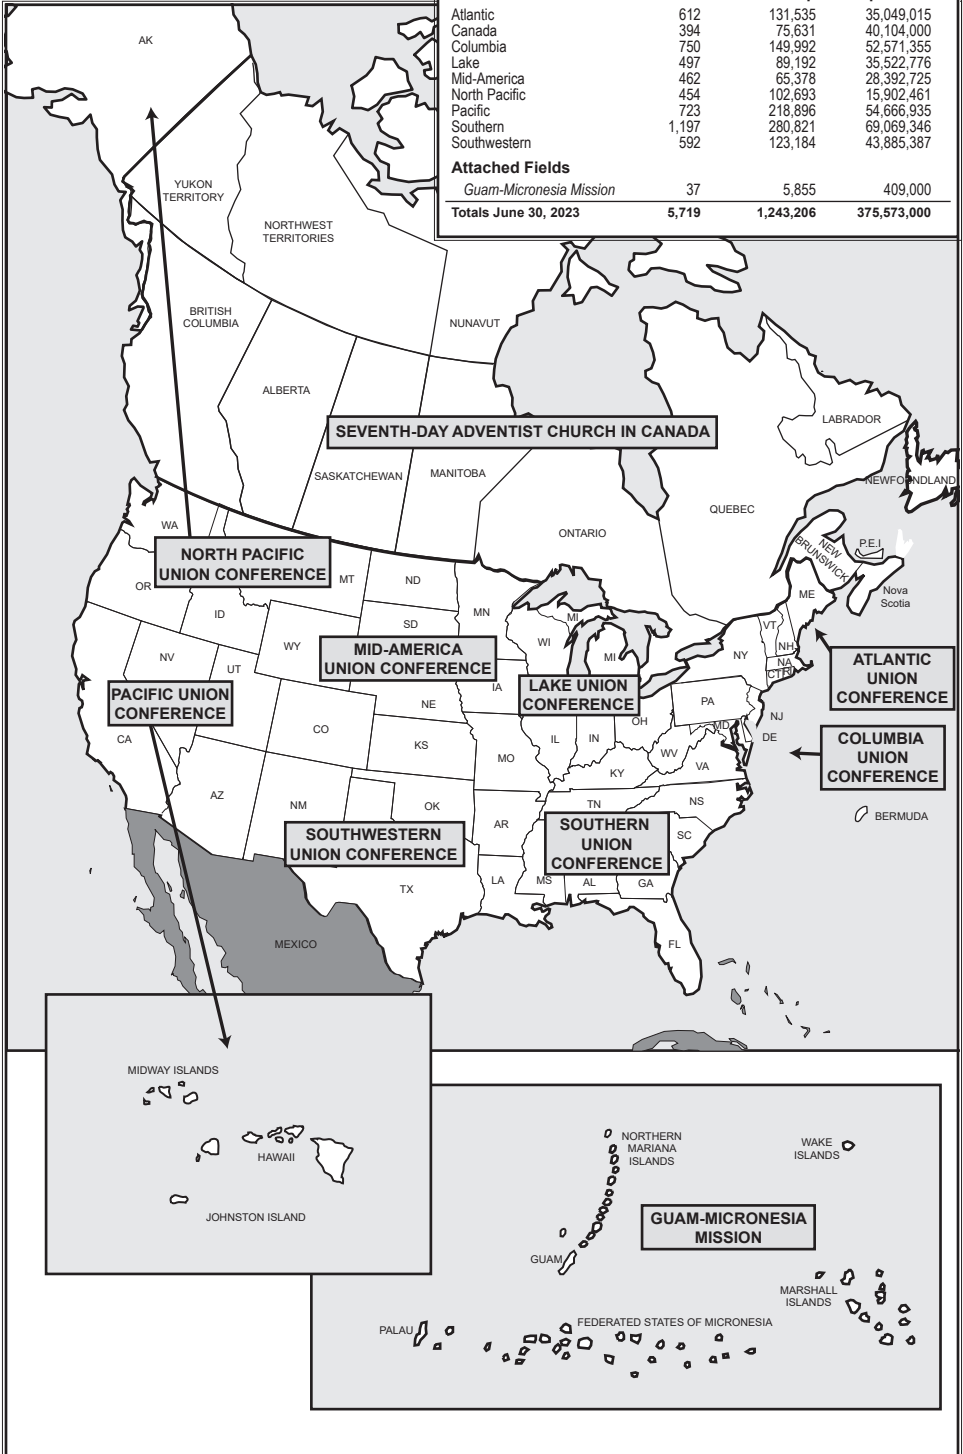 Atlantic 612 131,535 35,049,015
Canada 394 75,631 40,104,000
Columbia 750 149,992 52,571,355
Lake 497 89,192 35,522,776
Mid-America 462 65,378 28,392,725
North Pacific 454 102,693 15,902,461
Pacific 723 218,896 54,666,935
Southern 1,197 280,821 69,069,346
Southwestern 592 123,184 43,885,387
Attached Fields
Guam-Micronesia Mission 37 5,855 409,000
Totals June 30, 2023 5,719 1,243,206 375,573,000
AK
YUKON
TERRITORY
NORTHWEST
TERRITORIES
BRITISH
COLUMBIA
NUNAVUT
ALBERTA
SEVENTH-DAY ADVENTIST CHURCH IN CANADA
LABRADOR
SASKATCHEWAN
MANITOBA
NEWFOUNDLAND
QUEBEC
ONTARIO
WA
NORTH PACIFIC
UNION CONFERENCE
NEW
BRUNSWICK
P.E.I
Nova
Scotia
OR
MT
ND
ME
ID
MN
MI
SD
WI
VT
NH
WY
MID-AMERICA
UNION CONFERENCE
NV
UT
MI
NY
NA
CT
RI
ATLANTIC
UNION
CONFERENCE
PACIFIC UNION
CONFERENCE
IA
LAKE UNION
CONFERENCE
NE
PA
OH
NJ
MD
DE
CA
CO
KS
IL
IN
WV
COLUMBIA
UNION
CONFERENCE
MO
KY
VA
AZ
NM
OK
TN
NS
BERMUDA
AR
SOUTHWESTERN
UNION CONFERENCE
SOUTHERN
UNION
CONFERENCE
SC
LA
MS
AL
GA
TX
MEXICO
FL
MIDWAY ISLANDS
HAWAII
JOHNSTON ISLAND
NORTHERN
MARIANA
ISLANDS
WAKE
ISLANDS
GUAM-MICRONESIA
MISSION
GUAM
MARSHALL
ISLANDS
PALAU
FEDERATED STATES OF MICRONESIA